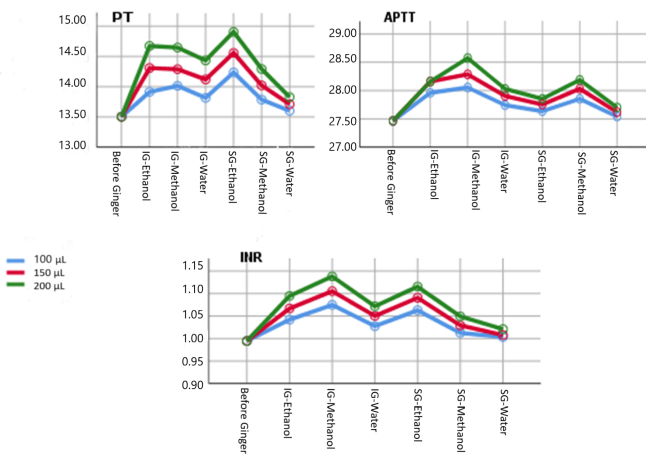 PT
15.00
14.50
14.00
13.50
13.00
Before Ginger
IG-Ethanol
IG-Methanol
IG-Water
SG-Ethanol
SG-Methanol
SG-Water
APTT
29.00
28.50
28.00
27.50
27.00
Before Ginger
IG-Ethanol
IG-Methanol
IG-Water
SG-Ethanol
SG-Methanol
SG-Water
100 µL
150 µL
200 µL
INR
1.15
1.10
1.05
1.00
0.95
0.90
Before Ginger
IG-Ethanol
IG-Methanol
IG-Water
SG-Ethanol
SG-Methanol
SG-Water